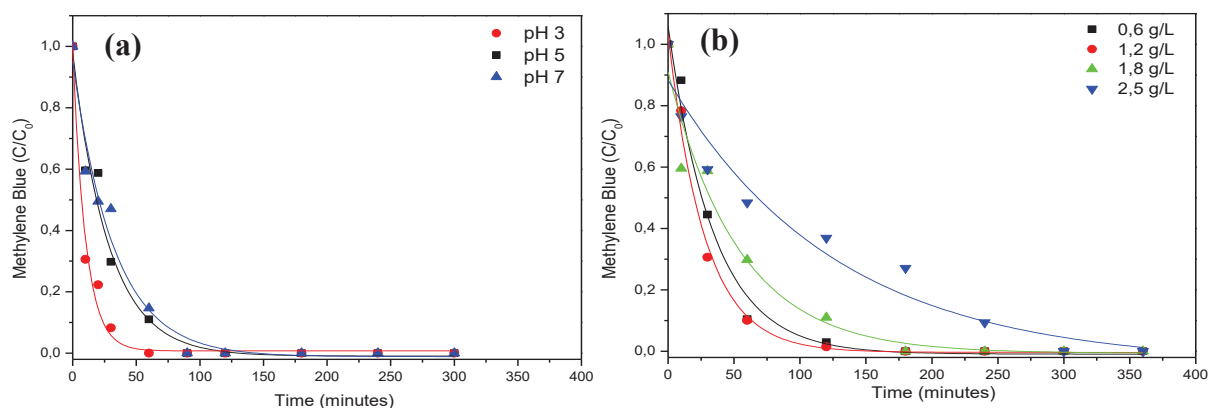 (a)
pH 3
pH 5
pH 7
Methylene Blue (C/C0)
1,0
0,8
0,6
0,4
0,2
0,0
0 50 100 150 200 250 300 350 400
Time (minutes)
(b)
0,6 g/L
1,2 g/L
1,8 g/L
2,5 g/L
Methylene Blue (C/C0)
1,0
0,8
0,6
0,4
0,2
0,0
0 50 100 150 200 250 300 350 400
Time (minutes)